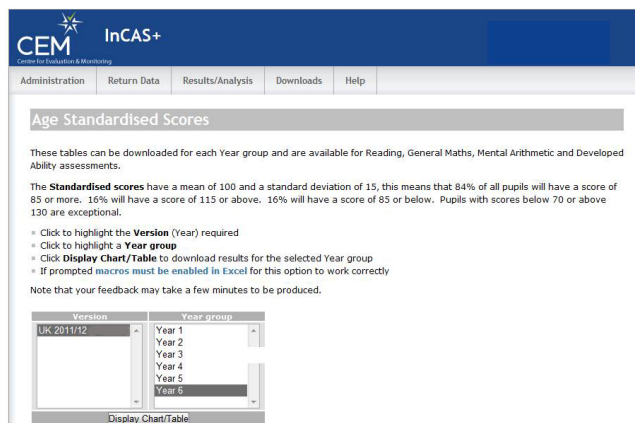 CEM
Centre for Evaluation & Monitoring
InCAS+
Administration Return Data Results/Analysis Downloads Help
Age Standardised Scores
These tables can be downloaded for each Year group and are available for Reading, General Maths, Mental Arithmetic and Developed
Ability assessments.
The Standardised scores have a mean of 100 and a standard deviation of 15, this means that 84% of all pupils will have a score of
85 or more. 16% will have a score of 115 or above. 16% will have a score of 85 or below. Pupils with scores below 70 or above
130 are exceptional.
Click to highlight the Version (Year) required
Click to highlight a Year group
Click Display Chart/Table to download results for the selected Year group
If prompted macros must be enabled in Excel for this option to work correctly
Note that your feedback may take a few minutes to be produced.
Version Year group
UK 2011/12 Year 1
Year 2
Year 3
Year 4
Year 5
Year 6
Display Chart/Table